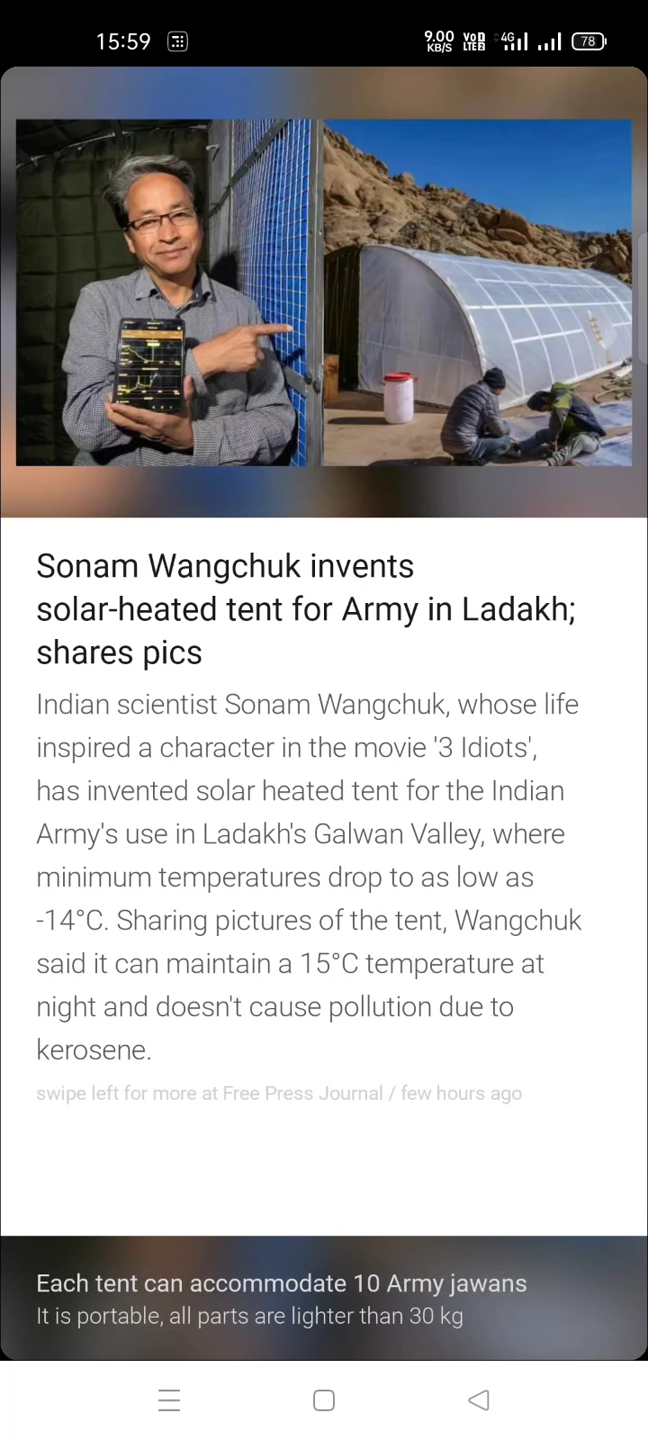 15:59
9.00
KB/S
VoD
LTE2
4G
78
Sonam Wangchuk invents
solar-heated tent for Army in Ladakh;
shares pics
Indian scientist Sonam Wangchuk, whose life
inspired a character in the movie '3 Idiots',
has invented solar heated tent for the Indian
Army's use in Ladakh's Galwan Valley, where
minimum temperatures drop to as low as
-14°C. Sharing pictures of the tent, Wangchuk
said it can maintain a 15°C temperature at
night and doesn't cause pollution due to
kerosene.
swipe left for more at Free Press Journal / few hours ago
Each tent can accommodate 10 Army jawans
It is portable, all parts are lighter than 30 kg